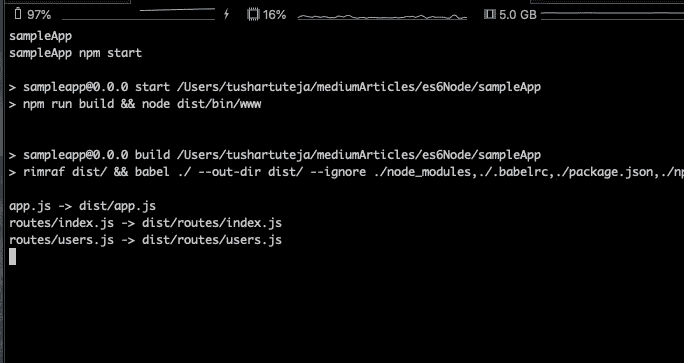 97% 16% 5.0 GB
sampleApp
sampleApp npm start
> sampleapp@0.0.0 start /Users/tushartuteja/mediumArticles/es6Node/sampleApp
> npm run build && node dist/bin/www
> sampleapp@0.0.0 build /Users/tushartuteja/mediumArticles/es6Node/sampleApp
> rimraf dist/ && babel ./ --out-dir dist/ --ignore ./node_modules,./.babelrc,./package.json,./np
app.js -> dist/app.js
routes/index.js -> dist/routes/index.js
routes/users.js -> dist/routes/users.js